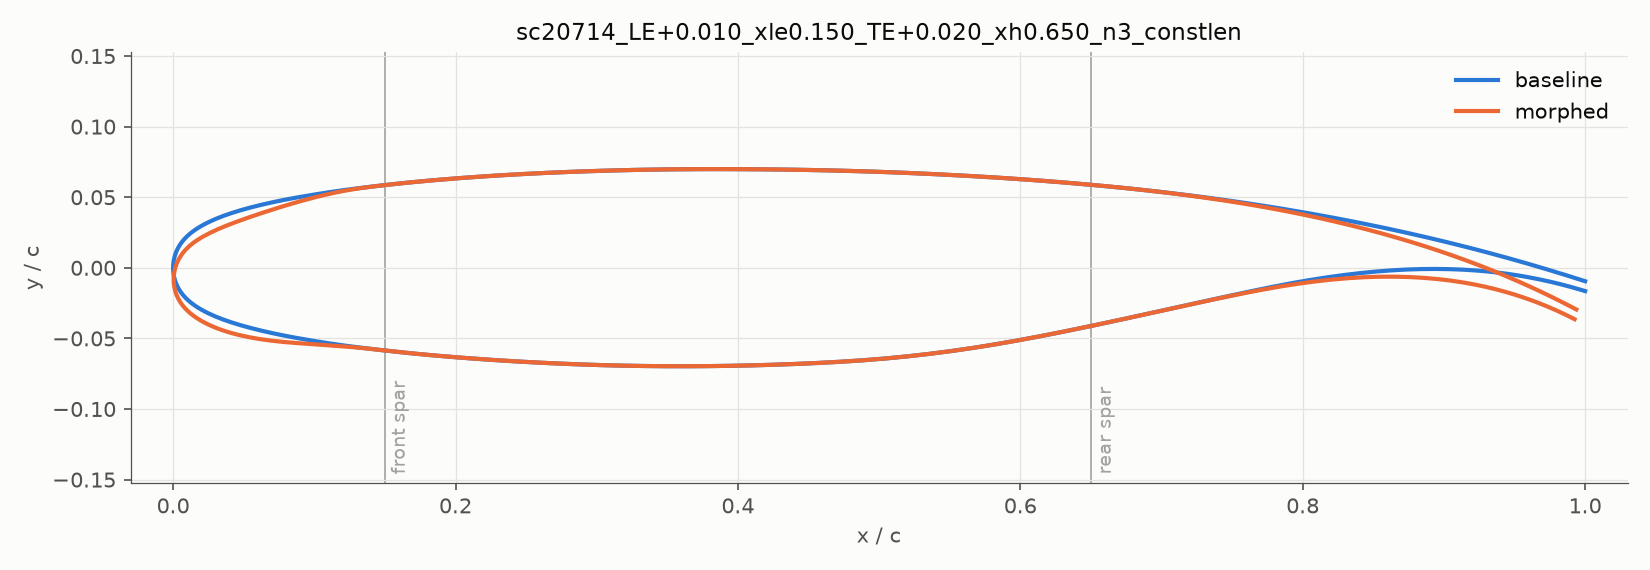 sc20714_LE+0.010_xle0.150_TE+0.020_xh0.650_n3_constlen
baseline
morphed
0.15
0.10
0.05
0.00
−0.05
−0.10
−0.15
y / c
front spar
rear spar
0.0 0.2 0.4 0.6 0.8 1.0
x / c